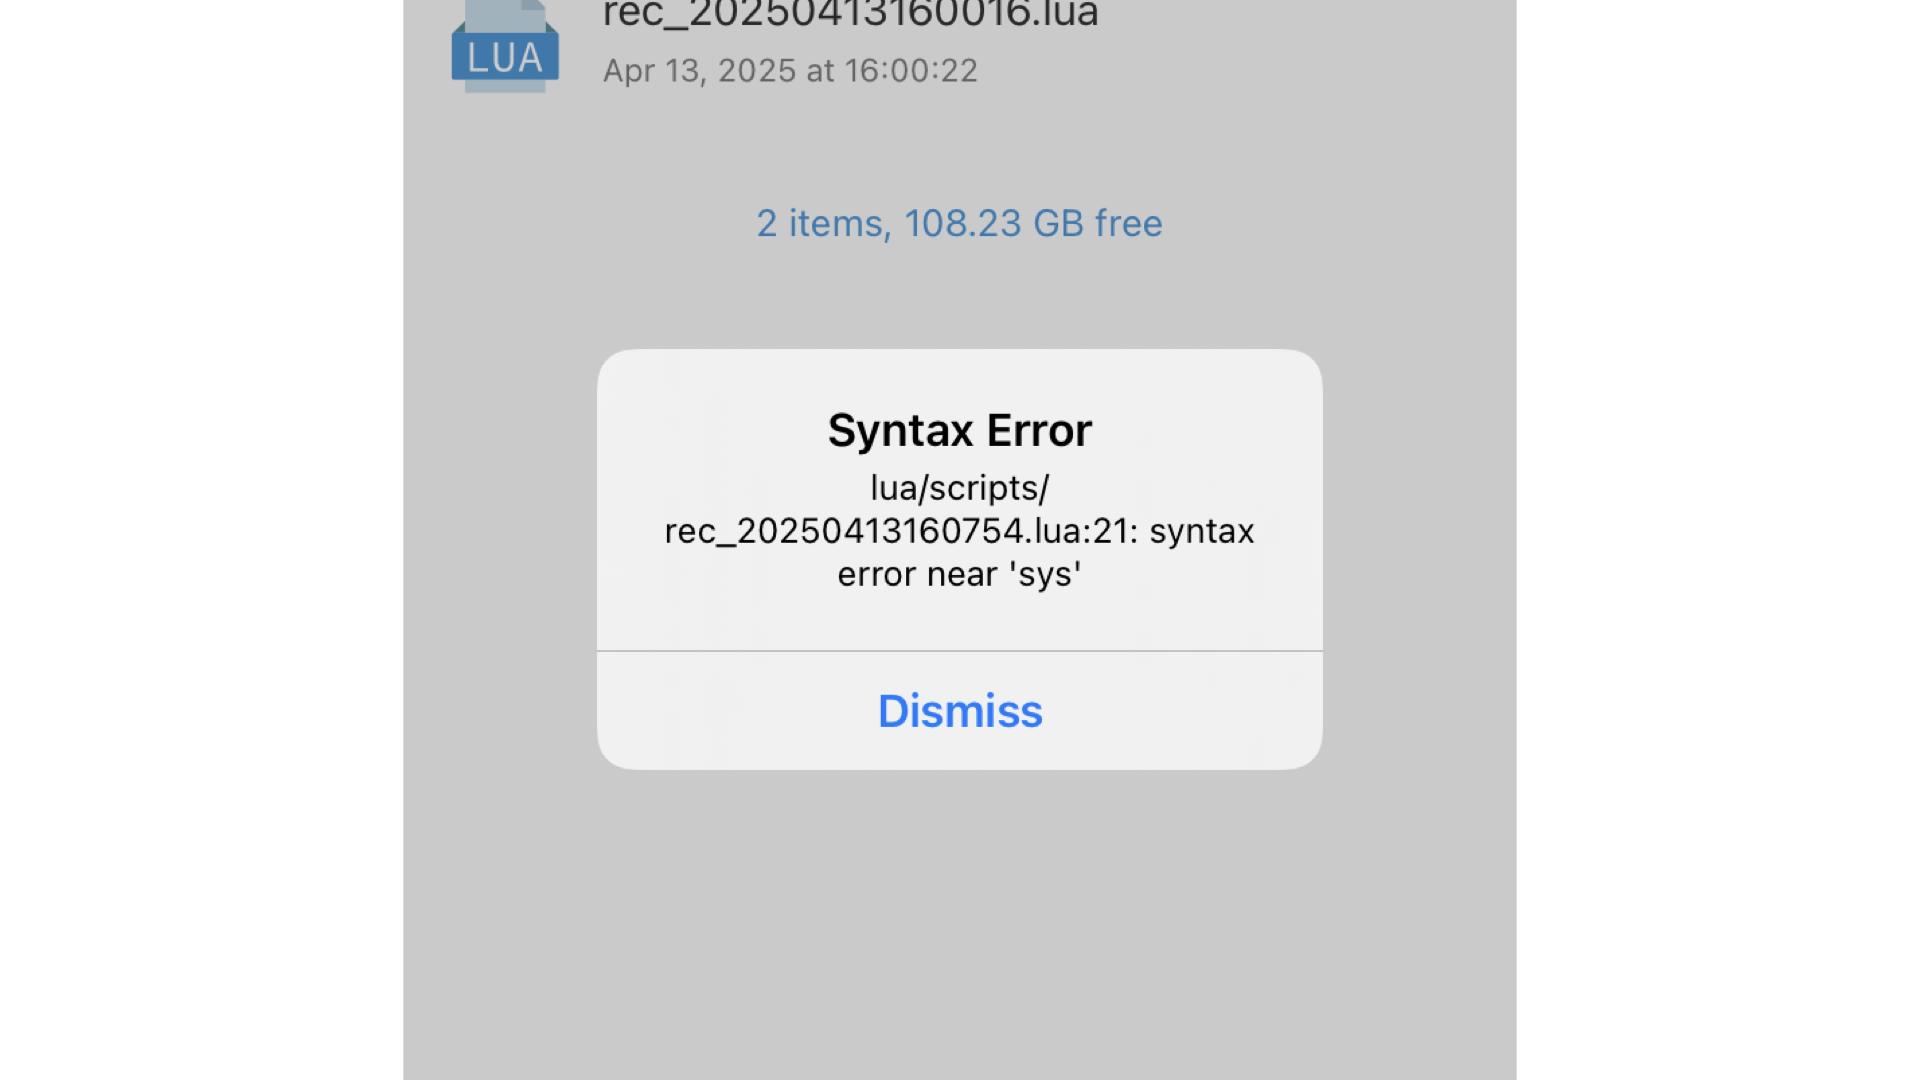 rec_20250413160016.lua
LUA
Apr 13, 2025 at 16:00:22
2 items, 108.23 GB free
Syntax Error
lua/scripts/
rec_20250413160754.lua:21: syntax
error near 'sys'
Dismiss